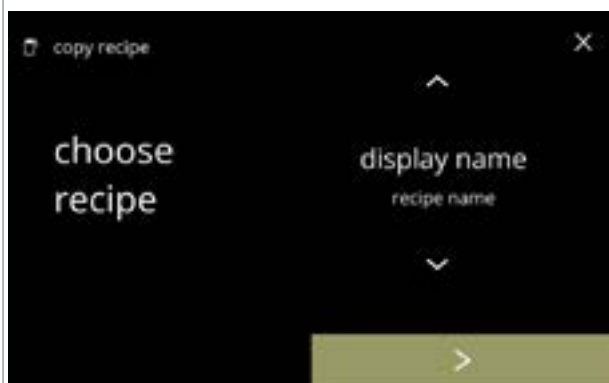 copy recipe
choose
recipe
display name
recipe name